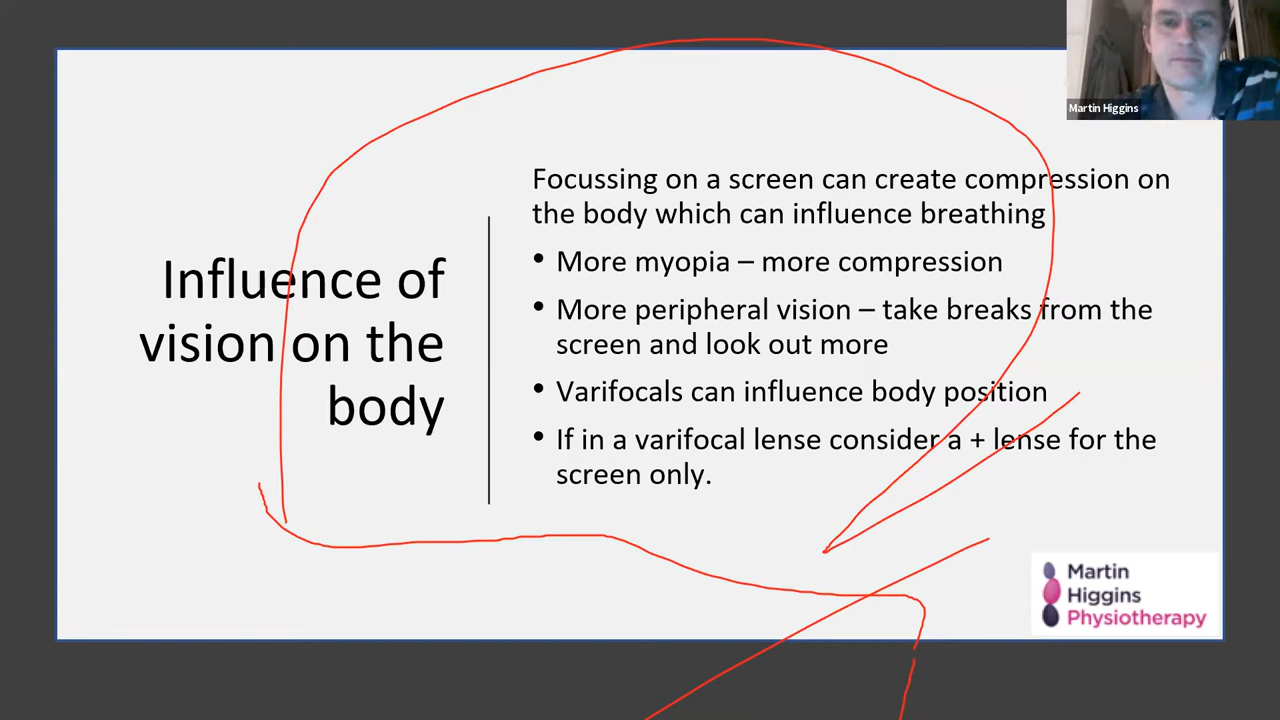 Martin Higgins
Influence of
vision on the
body
Focussing on a screen can create compression on
the body which can influence breathing
• More myopia – more compression
• More peripheral vision – take breaks from the
screen and look out more
• Varifocals can influence body position
• If in a varifocal lense consider a + lense for the
screen only.
Martin
Higgins
Physiotherapy